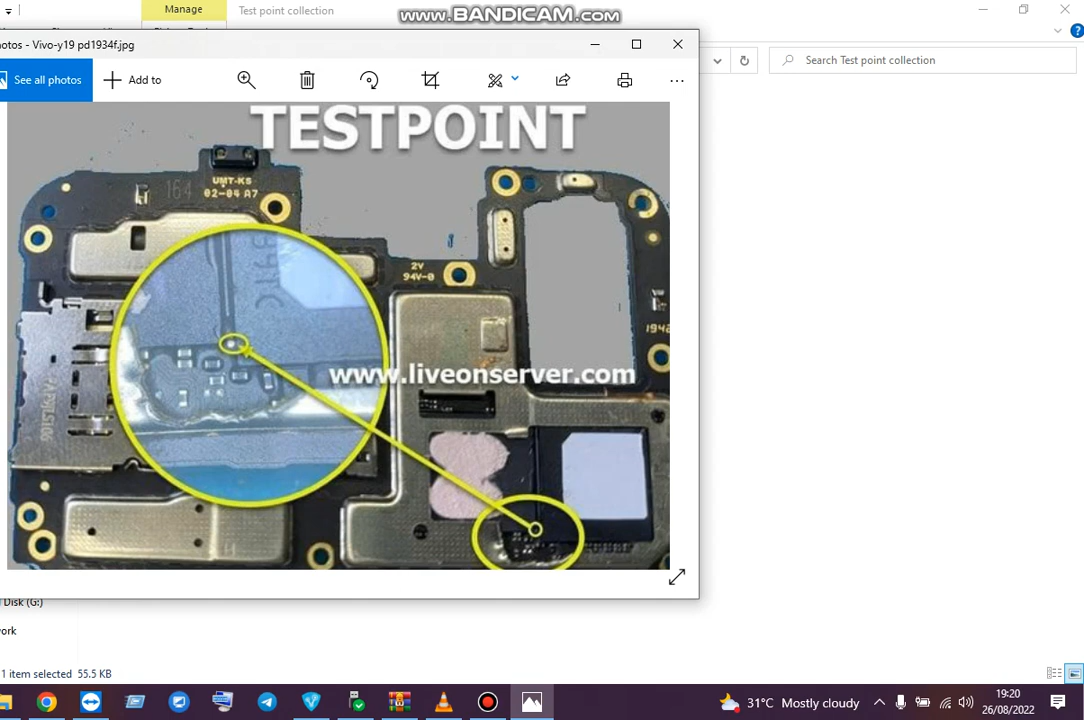 Manage
Test point collection
www.BANDICAM.com
otos - Vivo-y19 pd1934f.jpg
See all photos
Add to
Search Test point collection
TESTPOINT
164
UMT-KS
02-04 A7
2V
94V-0
1942
www.liveonserver.com
Disk (G:)
ork
1 item selected 55.5 KB
31°C Mostly cloudy
19:20
26/08/2022